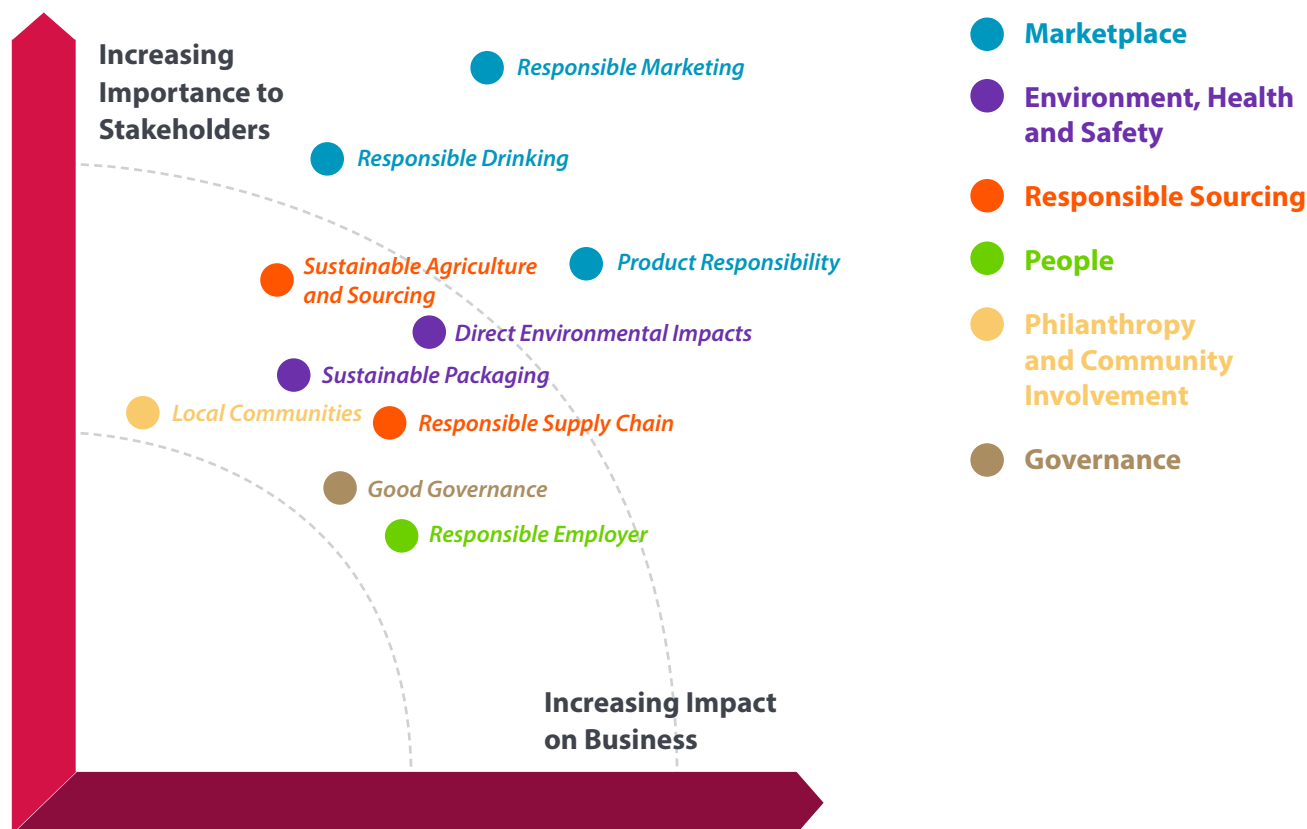 Increasing
Importance to
Stakeholders
Responsible Marketing
Responsible Drinking
Product Responsibility
Sustainable Agriculture
and Sourcing
Direct Environmental Impacts
Sustainable Packaging
Local Communities
Responsible Supply Chain
Good Governance
Responsible Employer
Increasing Impact
on Business
Marketplace
Environment, Health
and Safety
Responsible Sourcing
People
Philanthropy
and Community
Involvement
Governance